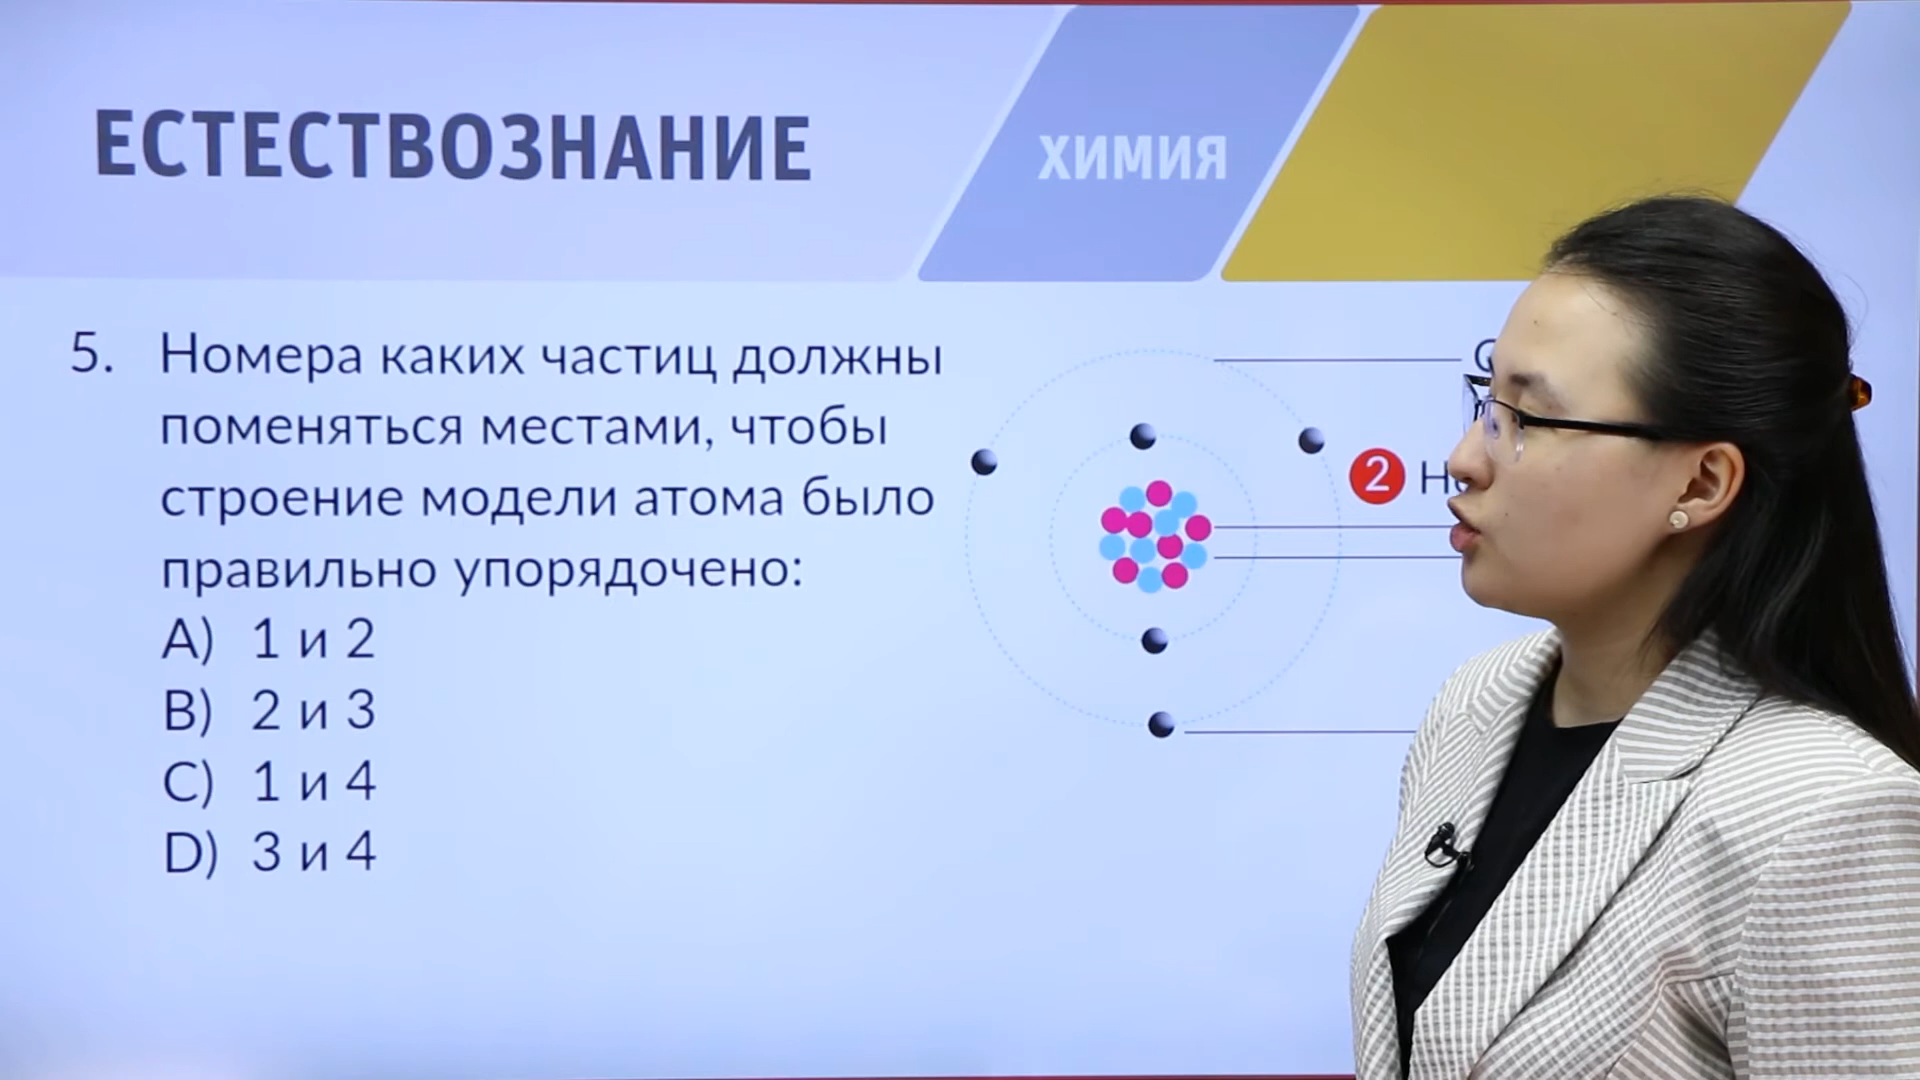 ЕСТЕСТВОЗНАНИЕ
ХИМИЯ
5. Номера каких частиц должны
поменяться местами, чтобы
строение модели атома было
правильно упорядочено:
A) 1 и 2
B) 2 и 3
C) 1 и 4
D) 3 и 4
2